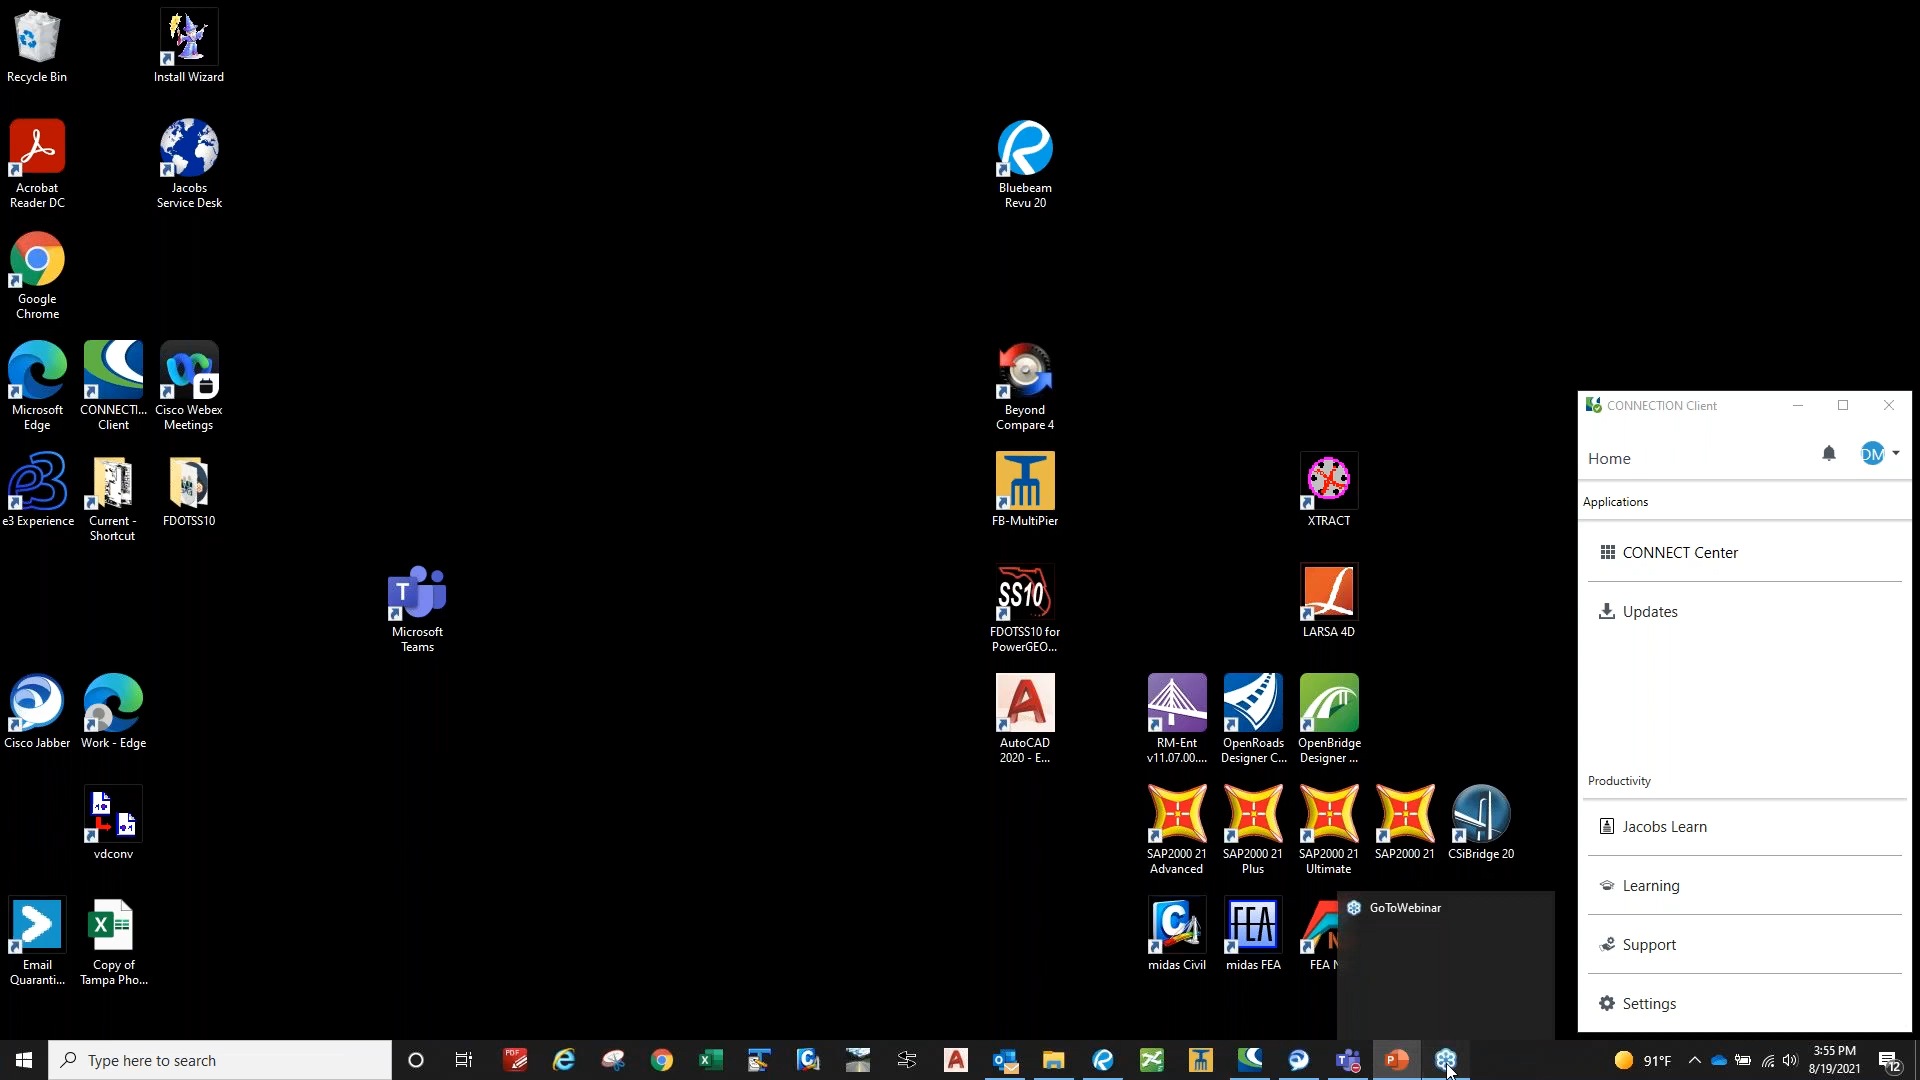 Recycle Bin
Install Wizard
Acrobat
Reader DC
Jacobs
Service Desk
Bluebeam
Revu 20
Google
Chrome
Microsoft
Edge
CONNECTI...
Client
Cisco Webex
Meetings
Beyond
Compare 4
CONNECTION Client
Home
DM
Applications
CONNECT Center
Updates
Productivity
Jacobs Learn
Learning
Support
Settings
e3 Experience
Current -
Shortcut
FDOTSS10
FB-MultiPier
XTRACT
T
Microsoft
Teams
SS10
FDOTSS10 for
PowerGEO...
LARSA 4D
Cisco Jabber
Work - Edge
AutoCAD
2020 - E...
RM-Ent
v11.07.00....
OpenRoads
Designer C...
OpenBridge
Designer ...
vdconv
SAP2000 21
Advanced
SAP2000 21
Plus
SAP2000 21
Ultimate
SAP2000 21
CSiBridge 20
Email
Quaranti...
Copy of
Tampa Pho...
midas Civil
FEA
midas FEA
FEA N
GoToWebinar
Type here to search
PDF
91°F
3:55 PM
8/19/2021
12